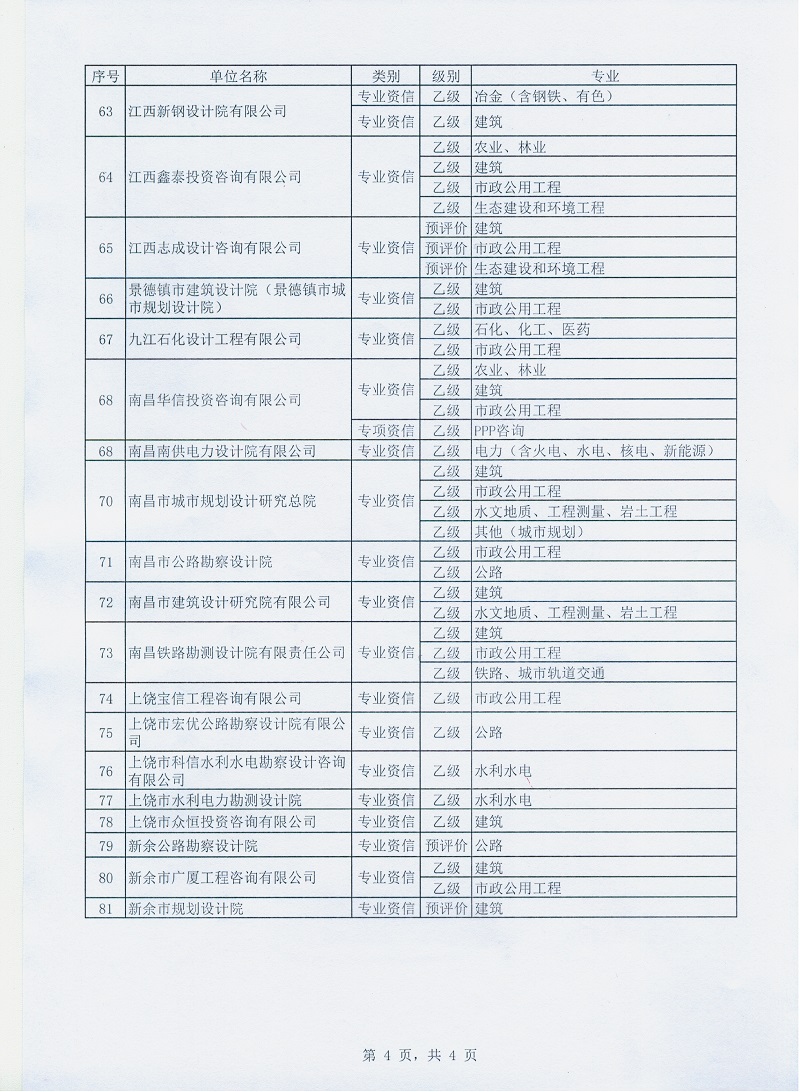 序号 单位名称 类别 级别 专业
63 江西新钢设计院有限公司 专业资信 乙级 冶金（含钢铁、有色）
专业资信 乙级 建筑
64 江西鑫泰投资咨询有限公司 专业资信 乙级 农业、林业
乙级 建筑
乙级 市政公用工程
乙级 生态建设和环境工程
65 江西志成设计咨询有限公司 专业资信 预评价 建筑
预评价 市政公用工程
预评价 生态建设和环境工程
66 景德镇市建筑设计院（景德镇市城 专业资信 乙级 建筑
市规划设计院） 乙级 市政公用工程
67 九江石化设计工程有限公司 专业资信 乙级 石化、化工、医药
乙级 市政公用工程
68 南昌华信投资咨询有限公司 专业资信 乙级 农业、林业
乙级 建筑
乙级 市政公用工程
专项资信 乙级 PPP咨询
68 南昌南供电力设计院有限公司 专业资信 乙级 电力（含火电、水电、核电、新能源）
70 南昌市城市规划设计研究总院 专业资信 乙级 建筑
乙级 市政公用工程
乙级 水文地质、工程测量、岩土工程
乙级 其他（城市规划）
71 南昌市公路勘察设计院 专业资信 乙级 市政公用工程
乙级 公路
72 南昌市建筑设计研究院有限公司 专业资信 乙级 建筑
乙级 水文地质、工程测量、岩土工程
73 南昌铁路勘测设计院有限责任公司 专业资信 乙级 建筑
乙级 市政公用工程
乙级 铁路、城市轨道交通
74 上饶宝信工程咨询有限公司 专业资信 乙级 市政公用工程
75 上饶市宏优公路勘察设计院有限公 专业资信 乙级 公路
司
76 上饶市科信水利水电勘察设计咨询 专业资信 乙级 水利水电
有限公司
77 上饶市水利电力勘测设计院 专业资信 乙级 水利水电
78 上饶市众恒投资咨询有限公司 专业资信 乙级 建筑
79 新余公路勘察设计院 专业资信 预评价 公路
80 新余市广厦工程咨询有限公司 专业资信 乙级 建筑
乙级 市政公用工程
81 新余市规划设计院 专业资信 预评价 建筑
第 4 页，共 4 页